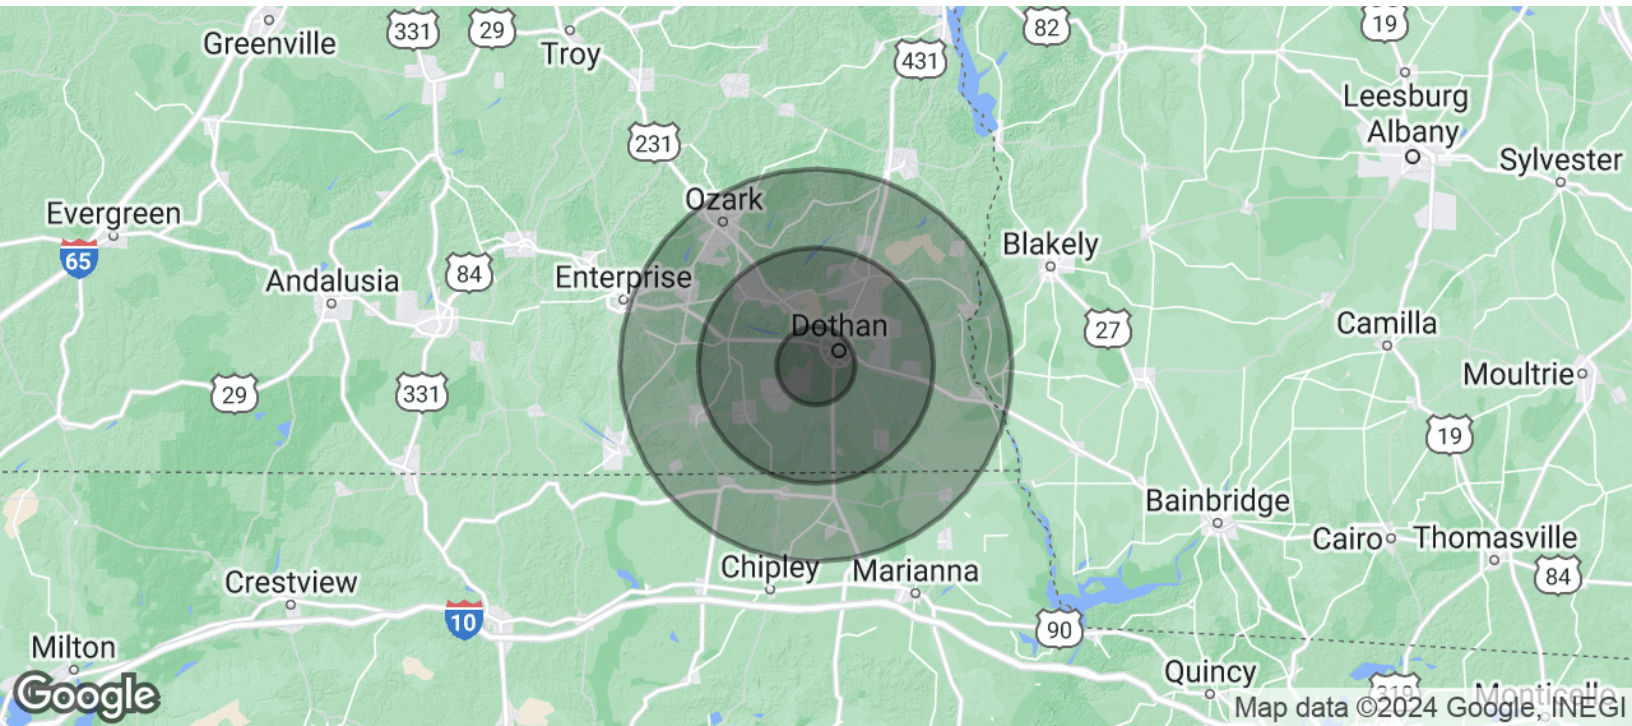 Greenville
331
29
Troy
431
82
19
Leesburg
Albany
Sylvester
231
Ozark
Evergreen
65
Andalusia
84
Enterprise
Blakely
Dothan
27
Camilla
Moultrie
29
331
19
Bainbridge
Cairo
Thomasville
84
Chipley
Marianna
Crestview
10
90
Milton
Quincy
319
Monticello
Google
Map data ©2024 Google, INEGI